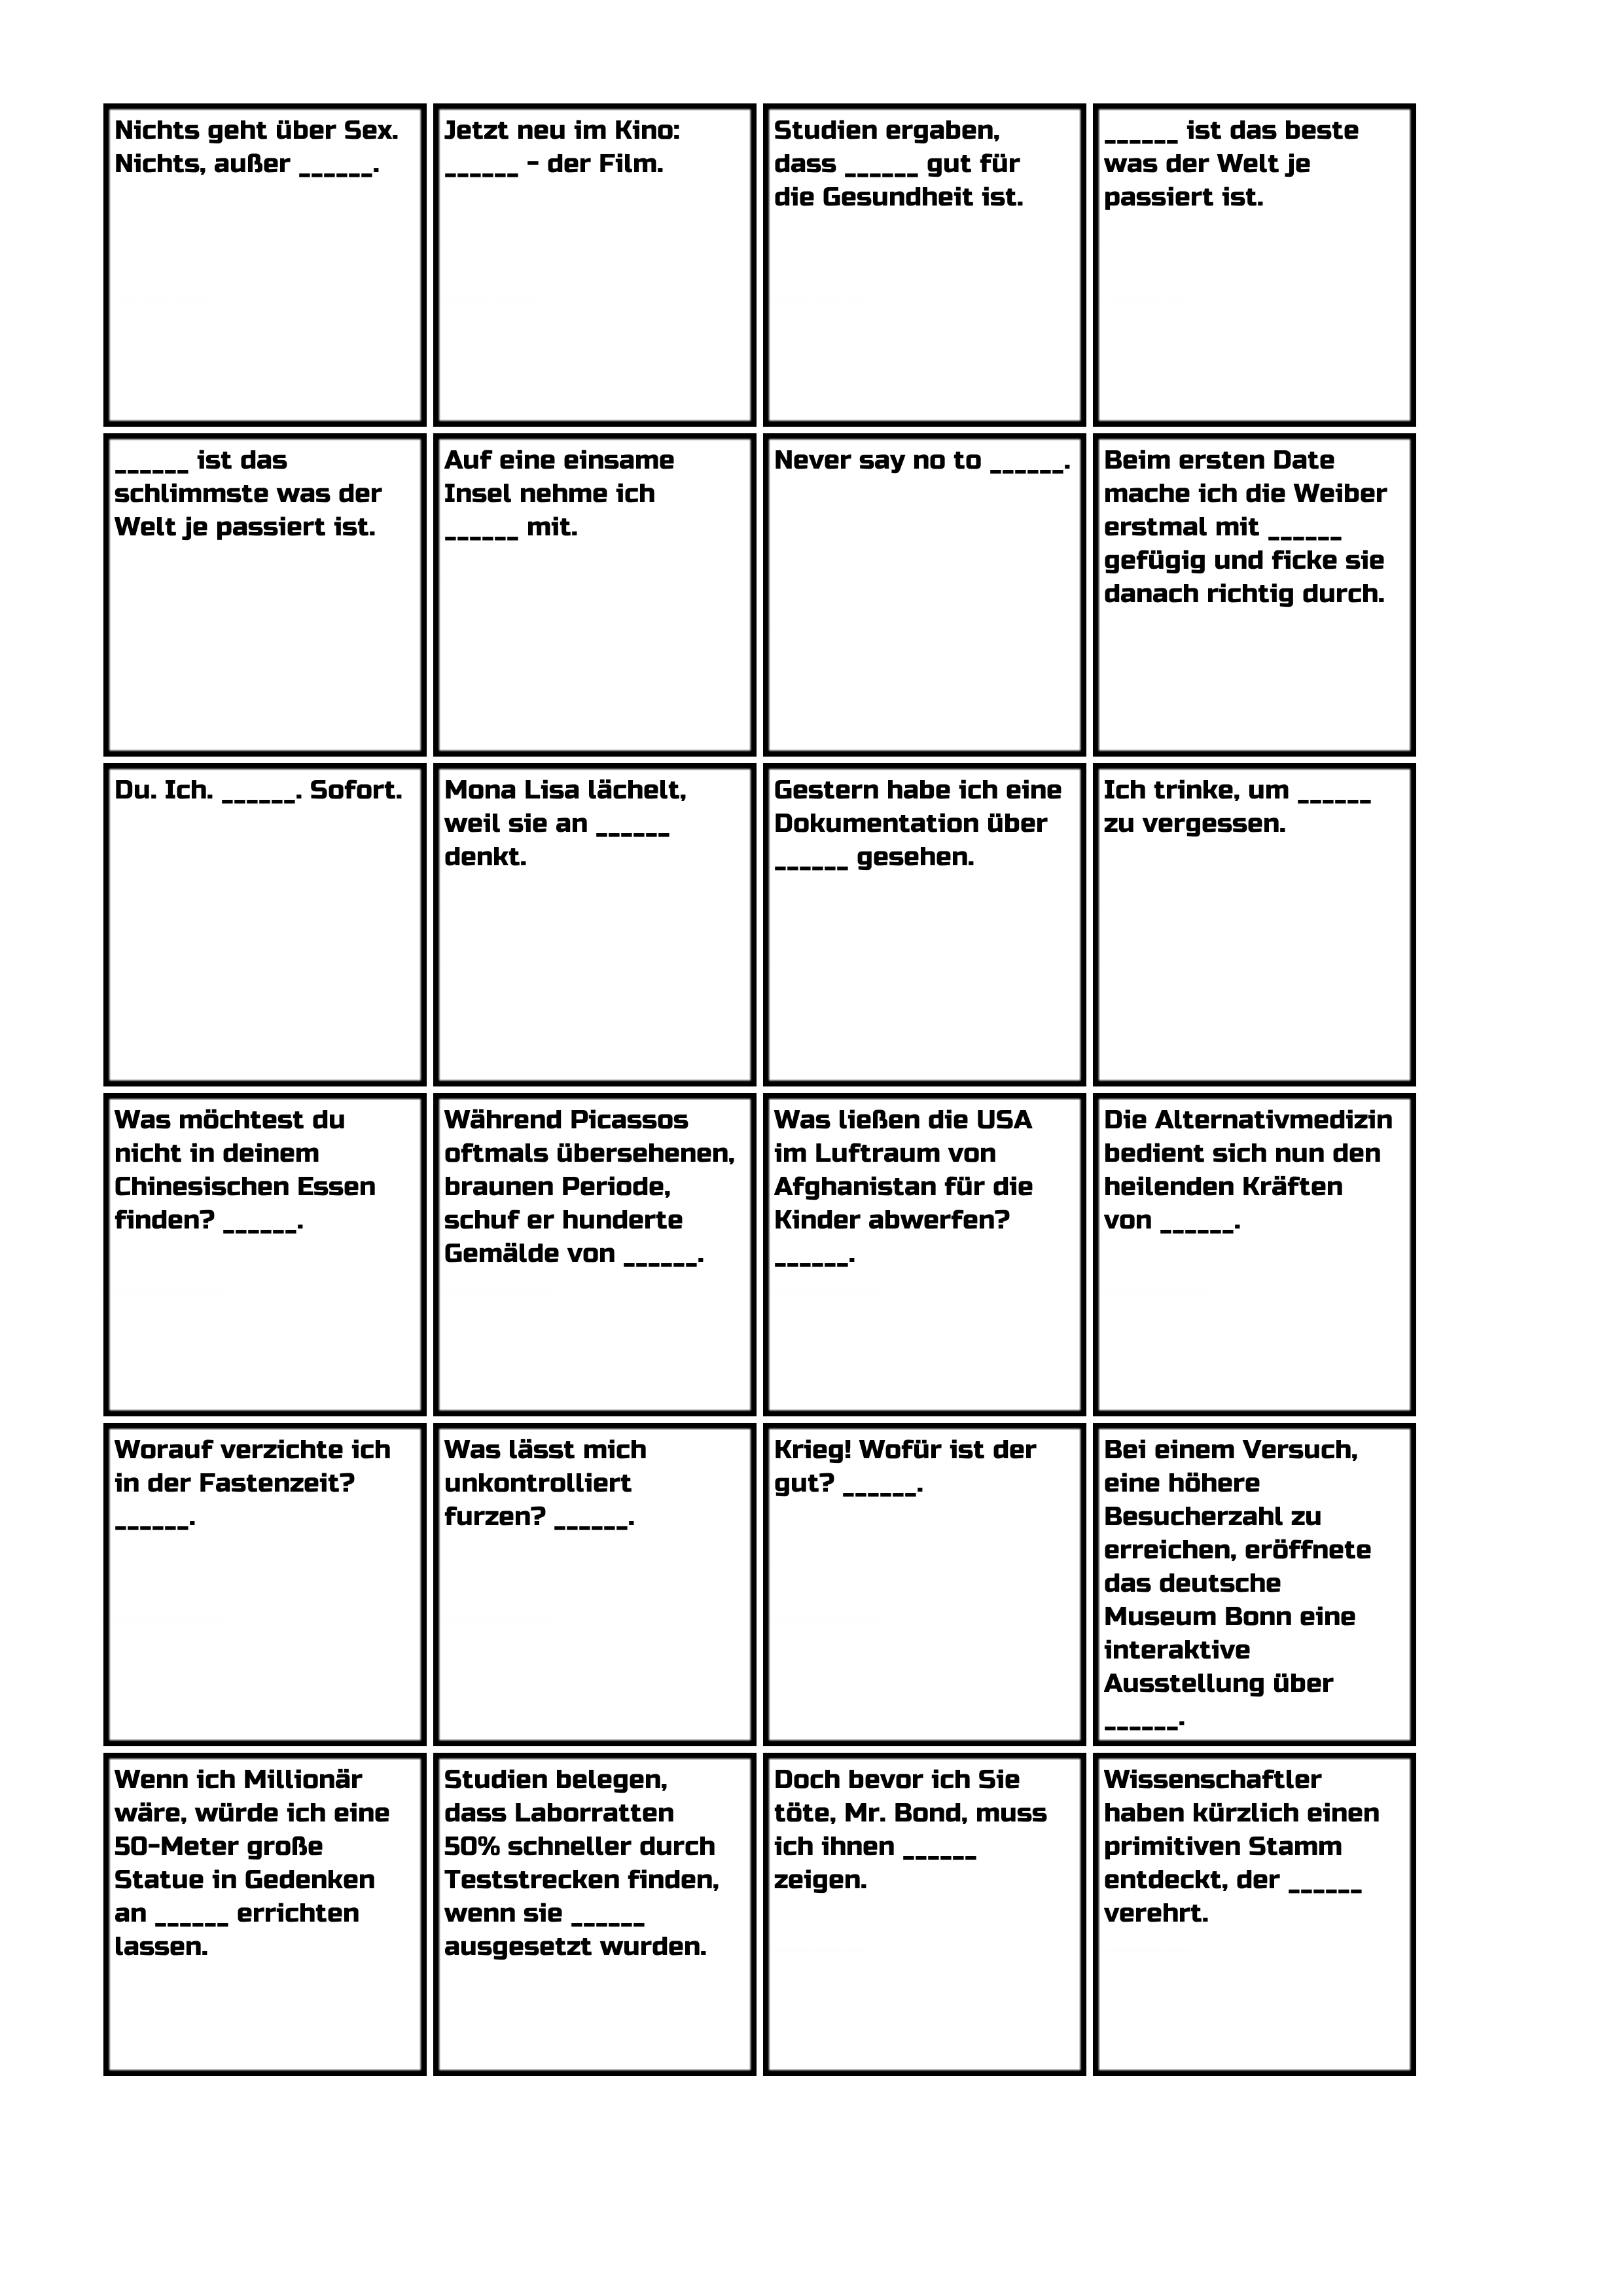 Nichts geht über Sex.
Nichts, außer ______.
Jetzt neu im Kino:
______ - der Film.
Studien ergaben,
dass ______ gut für
die Gesundheit ist.
______ ist das beste
was der Welt je
passiert ist.
______ ist das
schlimmste was der
Welt je passiert ist.
Auf eine einsame
Insel nehme ich
______ mit.
Never say no to ______.
Beim ersten Date
mache ich die Weiber
erstmal mit ______
gefügig und ficke sie
danach richtig durch.
Du. Ich. ______. Sofort.
Mona Lisa lächelt,
weil sie an ______
denkt.
Gestern habe ich eine
Dokumentation über
______ gesehen.
Ich trinke, um ______
zu vergessen.
Was möchtest du
nicht in deinem
Chinesischen Essen
finden? ______.
Während Picassos
oftmals übersehenen,
braunen Periode,
schuf er hunderte
Gemälde von ______.
Was ließen die USA
im Luftraum von
Afghanistan für die
Kinder abwerfen?
______.
Die Alternativmedizin
bedient sich nun den
heilenden Kräften
von ______.
Worauf verzichte ich
in der Fastenzeit?
______.
Was lässt mich
unkontrolliert
furzen? ______.
Krieg! Wofür ist der
gut? ______.
Bei einem Versuch,
eine höhere
Besucherzahl zu
erreichen, eröffnete
das deutsche
Museum Bonn eine
interaktive
Ausstellung über
______.
Wenn ich Millionär
wäre, würde ich eine
50-Meter große
Statue in Gedenken
an ______ errichten
lassen.
Studien belegen,
dass Laborratten
50% schneller durch
Teststrecken finden,
wenn sie ______
ausgesetzt wurden.
Doch bevor ich Sie
töte, Mr. Bond, muss
ich ihnen ______
zeigen.
Wissenschaftler
haben kürzlich einen
primitiven Stamm
entdeckt, der ______
verehrt.